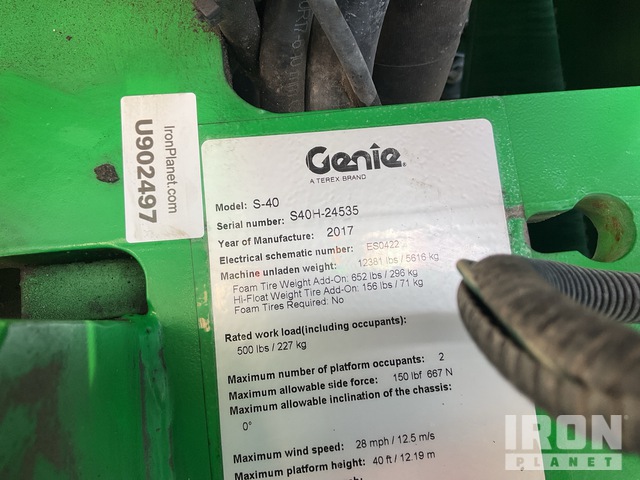 IronPlanet.com
U902497
Genie
A TEREX BRAND
Model: S-40
Serial number: S40H-24535
Year of Manufacture: 2017
Electrical schematic number: ES0422
Machine unladen weight: 12381 lbs / 5616 kg
Foam Tire Weight Add-On: 652 lbs / 296 kg
Hi-Float Weight Tire Add-On: 156 lbs / 71 kg
Foam Tires Required: No
Rated work load(including occupants):
500 lbs / 227 kg
Maximum number of platform occupants: 2
Maximum allowable side force: 150 lbf 667 N
Maximum allowable inclination of the chassis:
0°
Maximum wind speed: 28 mph / 12.5 m/s
Maximum platform height: 40 ft / 12.19 m
IRON
PLANET